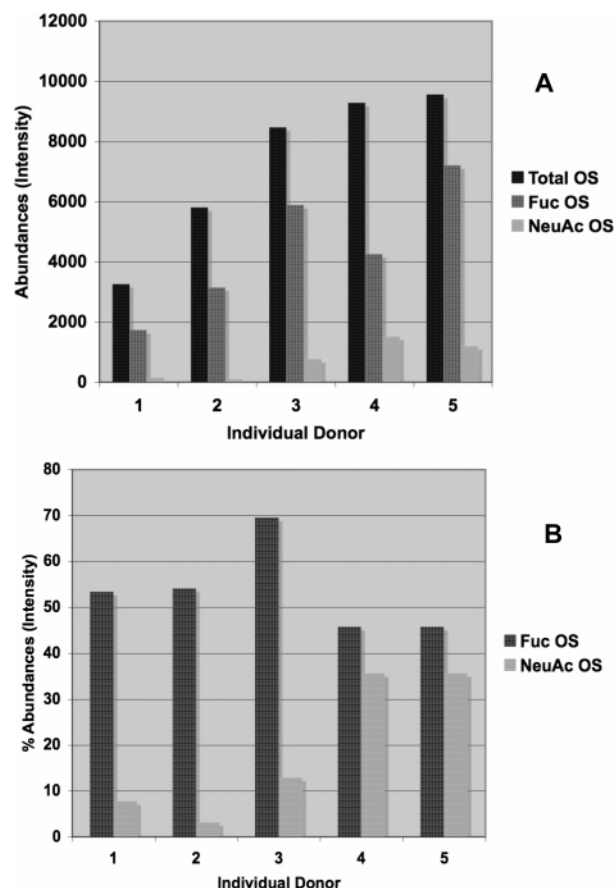 12000
10000
8000
6000
4000
2000
0
Abundances (Intensity)
1 2 3 4 5
Individual Donor
A
Total OS
Fuc OS
NeuAc OS
80
70
60
50
40
30
20
10
0
% Abundances (Intensity)
1 2 3 4 5
Individual Donor
B
Fuc OS
NeuAc OS